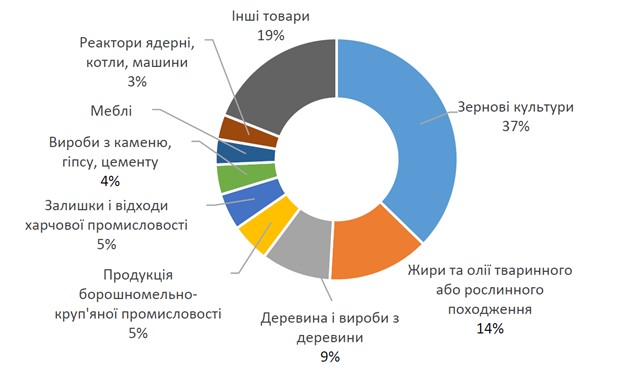 Інші товари
19%
Реактори ядерні,
котли, машини
3%
Меблі
Вироби з каменю,
гіпсу, цементу
4%
Залишки і відходи
харчової промисловості
5%
Продукція
борошномельно-
круп'яної промисловості
5%
Деревина і вироби з
деревини
9%
Жири та олії тваринного
або рослинного
походження
14%
Зернові культури
37%